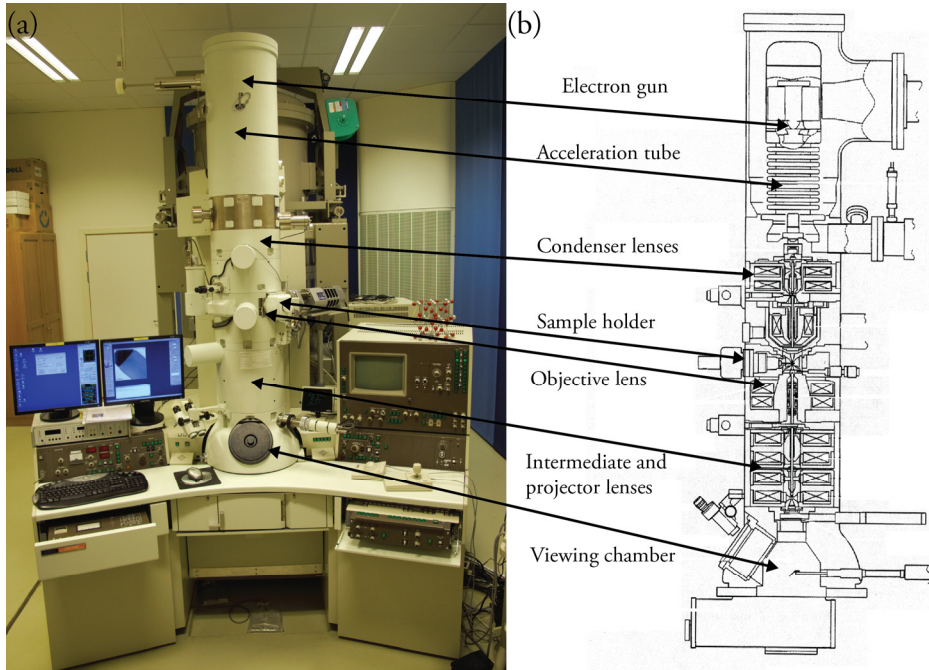 (a)
(b)
Electron gun
Acceleration tube
Condenser lenses
Sample holder
Objective lens
Intermediate and
projector lenses
Viewing chamber